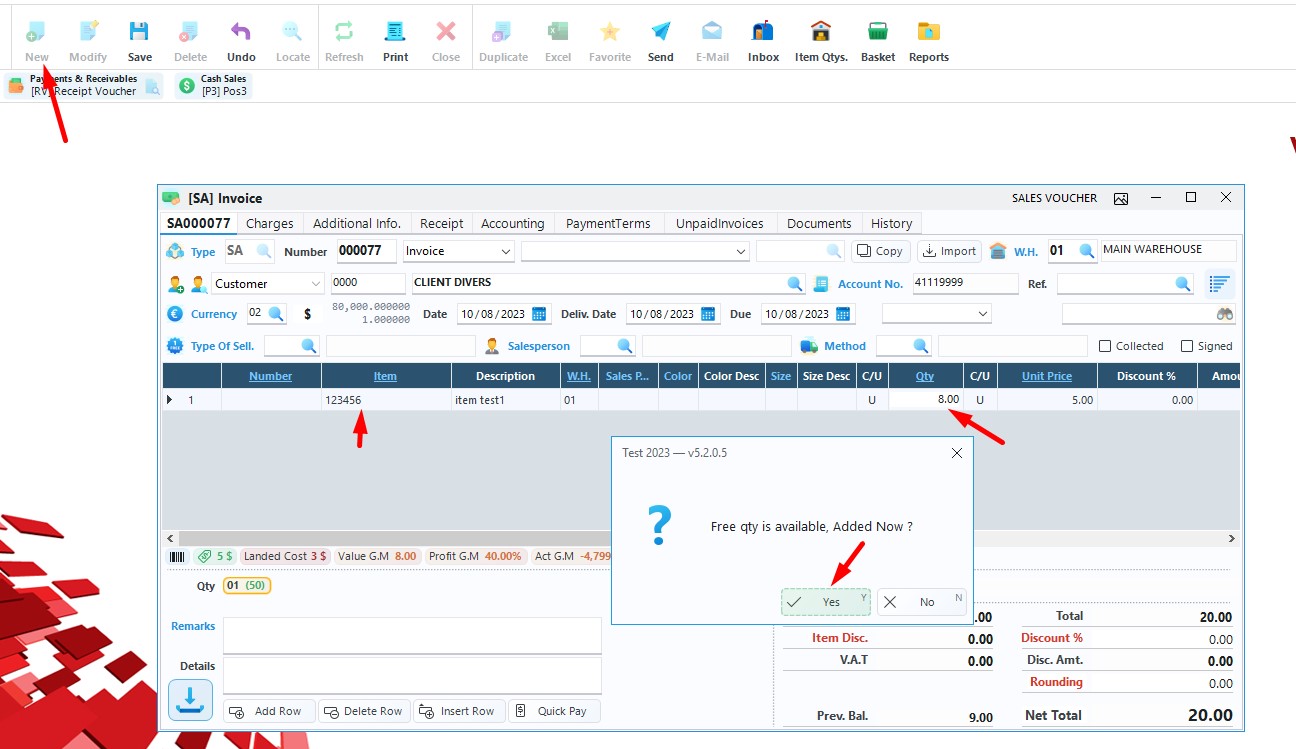 New Modify Save Delete Undo Locate Refresh Print Close Duplicate Excel Favorite Send E-Mail Inbox Item Qtys. Basket Reports
Payments & Receivables Cash Sales
[RV] Receipt Voucher [P3] Pos3
[SA] Invoice SALES VOUCHER
SA000077 Charges Additional Info. Receipt Accounting PaymentTerms UnpaidInvoices Documents History
Type SA Number 000077 Invoice Copy Import W.H. 01 MAIN WAREHOUSE
Customer 0000 CLIENT DIVERS Account No. 41119999 Ref.
Currency 02 $ 80,000.000000 Date 10/08/2023 Deliv. Date 10/08/2023 Due 10/08/2023
1.000000
Type Of Sell. Salesperson Method Collected Signed
Number Item Description W.H. Sales P... Color Color Desc Size Size Desc C/U Qty C/U Unit Price Discount %
1 123456 item test1 01 U 8.00 U 5.00 0.00
Test 2023 — v5.2.0.5
? Free qty is available, Added Now ?
Yes Y No N
5 $ Landed Cost 3 $ Value G.M 8.00 Profit G.M 40.00% Act G.M -4,799
Qty 01 (50)
.00 Total 20.00
Remarks Item Disc. 0.00 Discount % 0.00
V.A.T 0.00 Disc. Amt. 0.00
Details Rounding 0.00
Add Row Delete Row Insert Row Quick Pay Prev. Bal. 9.00 Net Total 20.00